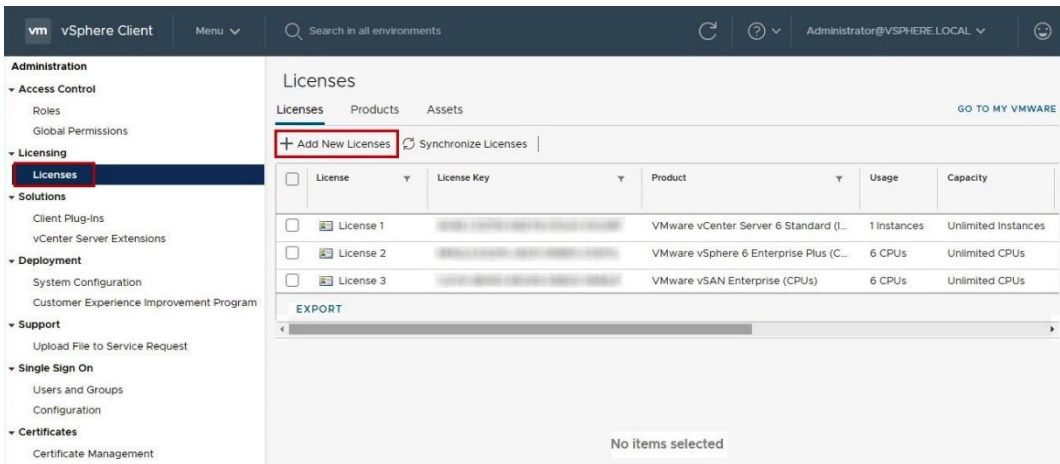 vm vSphere Client Menu Search in all environments Administrator@VSPHERE.LOCAL
Administration
Access Control
Roles
Global Permissions
Licensing
Licenses
Solutions
Client Plug-Ins
vCenter Server Extensions
Deployment
System Configuration
Customer Experience Improvement Program
Support
Upload File to Service Request
Single Sign On
Users and Groups
Configuration
Certificates
Certificate Management
Licenses
Licenses Products Assets GO TO MY VMWARE
+ Add New Licenses Synchronize Licenses
License License Key Product Usage Capacity
License 1 VMware vCenter Server 6 Standard (I... 1 Instances Unlimited Instances
License 2 VMware vSphere 6 Enterprise Plus (C... 6 CPUs Unlimited CPUs
License 3 VMware vSAN Enterprise (CPUs) 6 CPUs Unlimited CPUs
EXPORT
No items selected